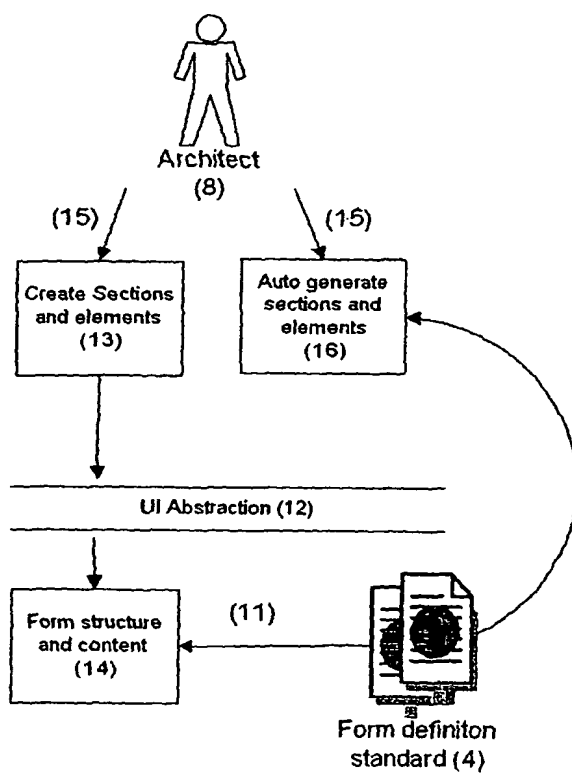 Architect
(8)
(15)
(15)
Create Sections
and elements
(13)
Auto generate
sections and
elements
(16)
UI Abstraction (12)
Form structure
and content
(14)
(11)
Form definiton
standard (4)